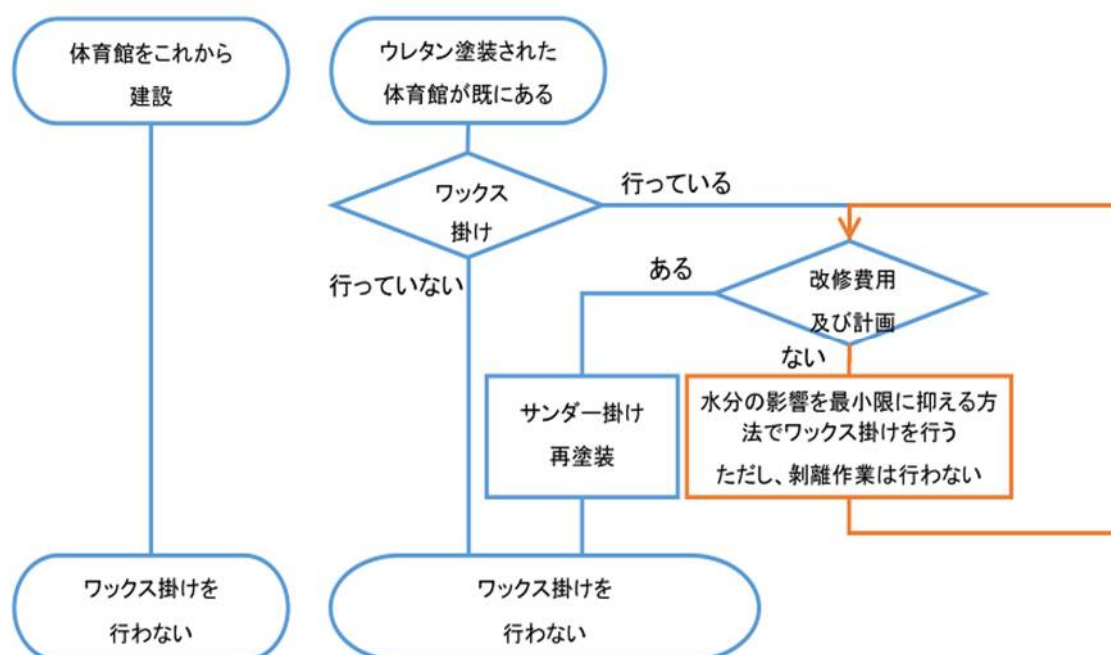 体育館をこれから
建設
ウレタン塗装された
体育館が既にある
ワックス
掛け
行っている
行っていない
改修費用
及び計画
ある
ない
サンダー掛け
再塗装
水分の影響を最小限に抑える方
法でワックス掛けを行う
ただし、剝離作業は行わない
ワックス掛けを
行わない
ワックス掛けを
行わない